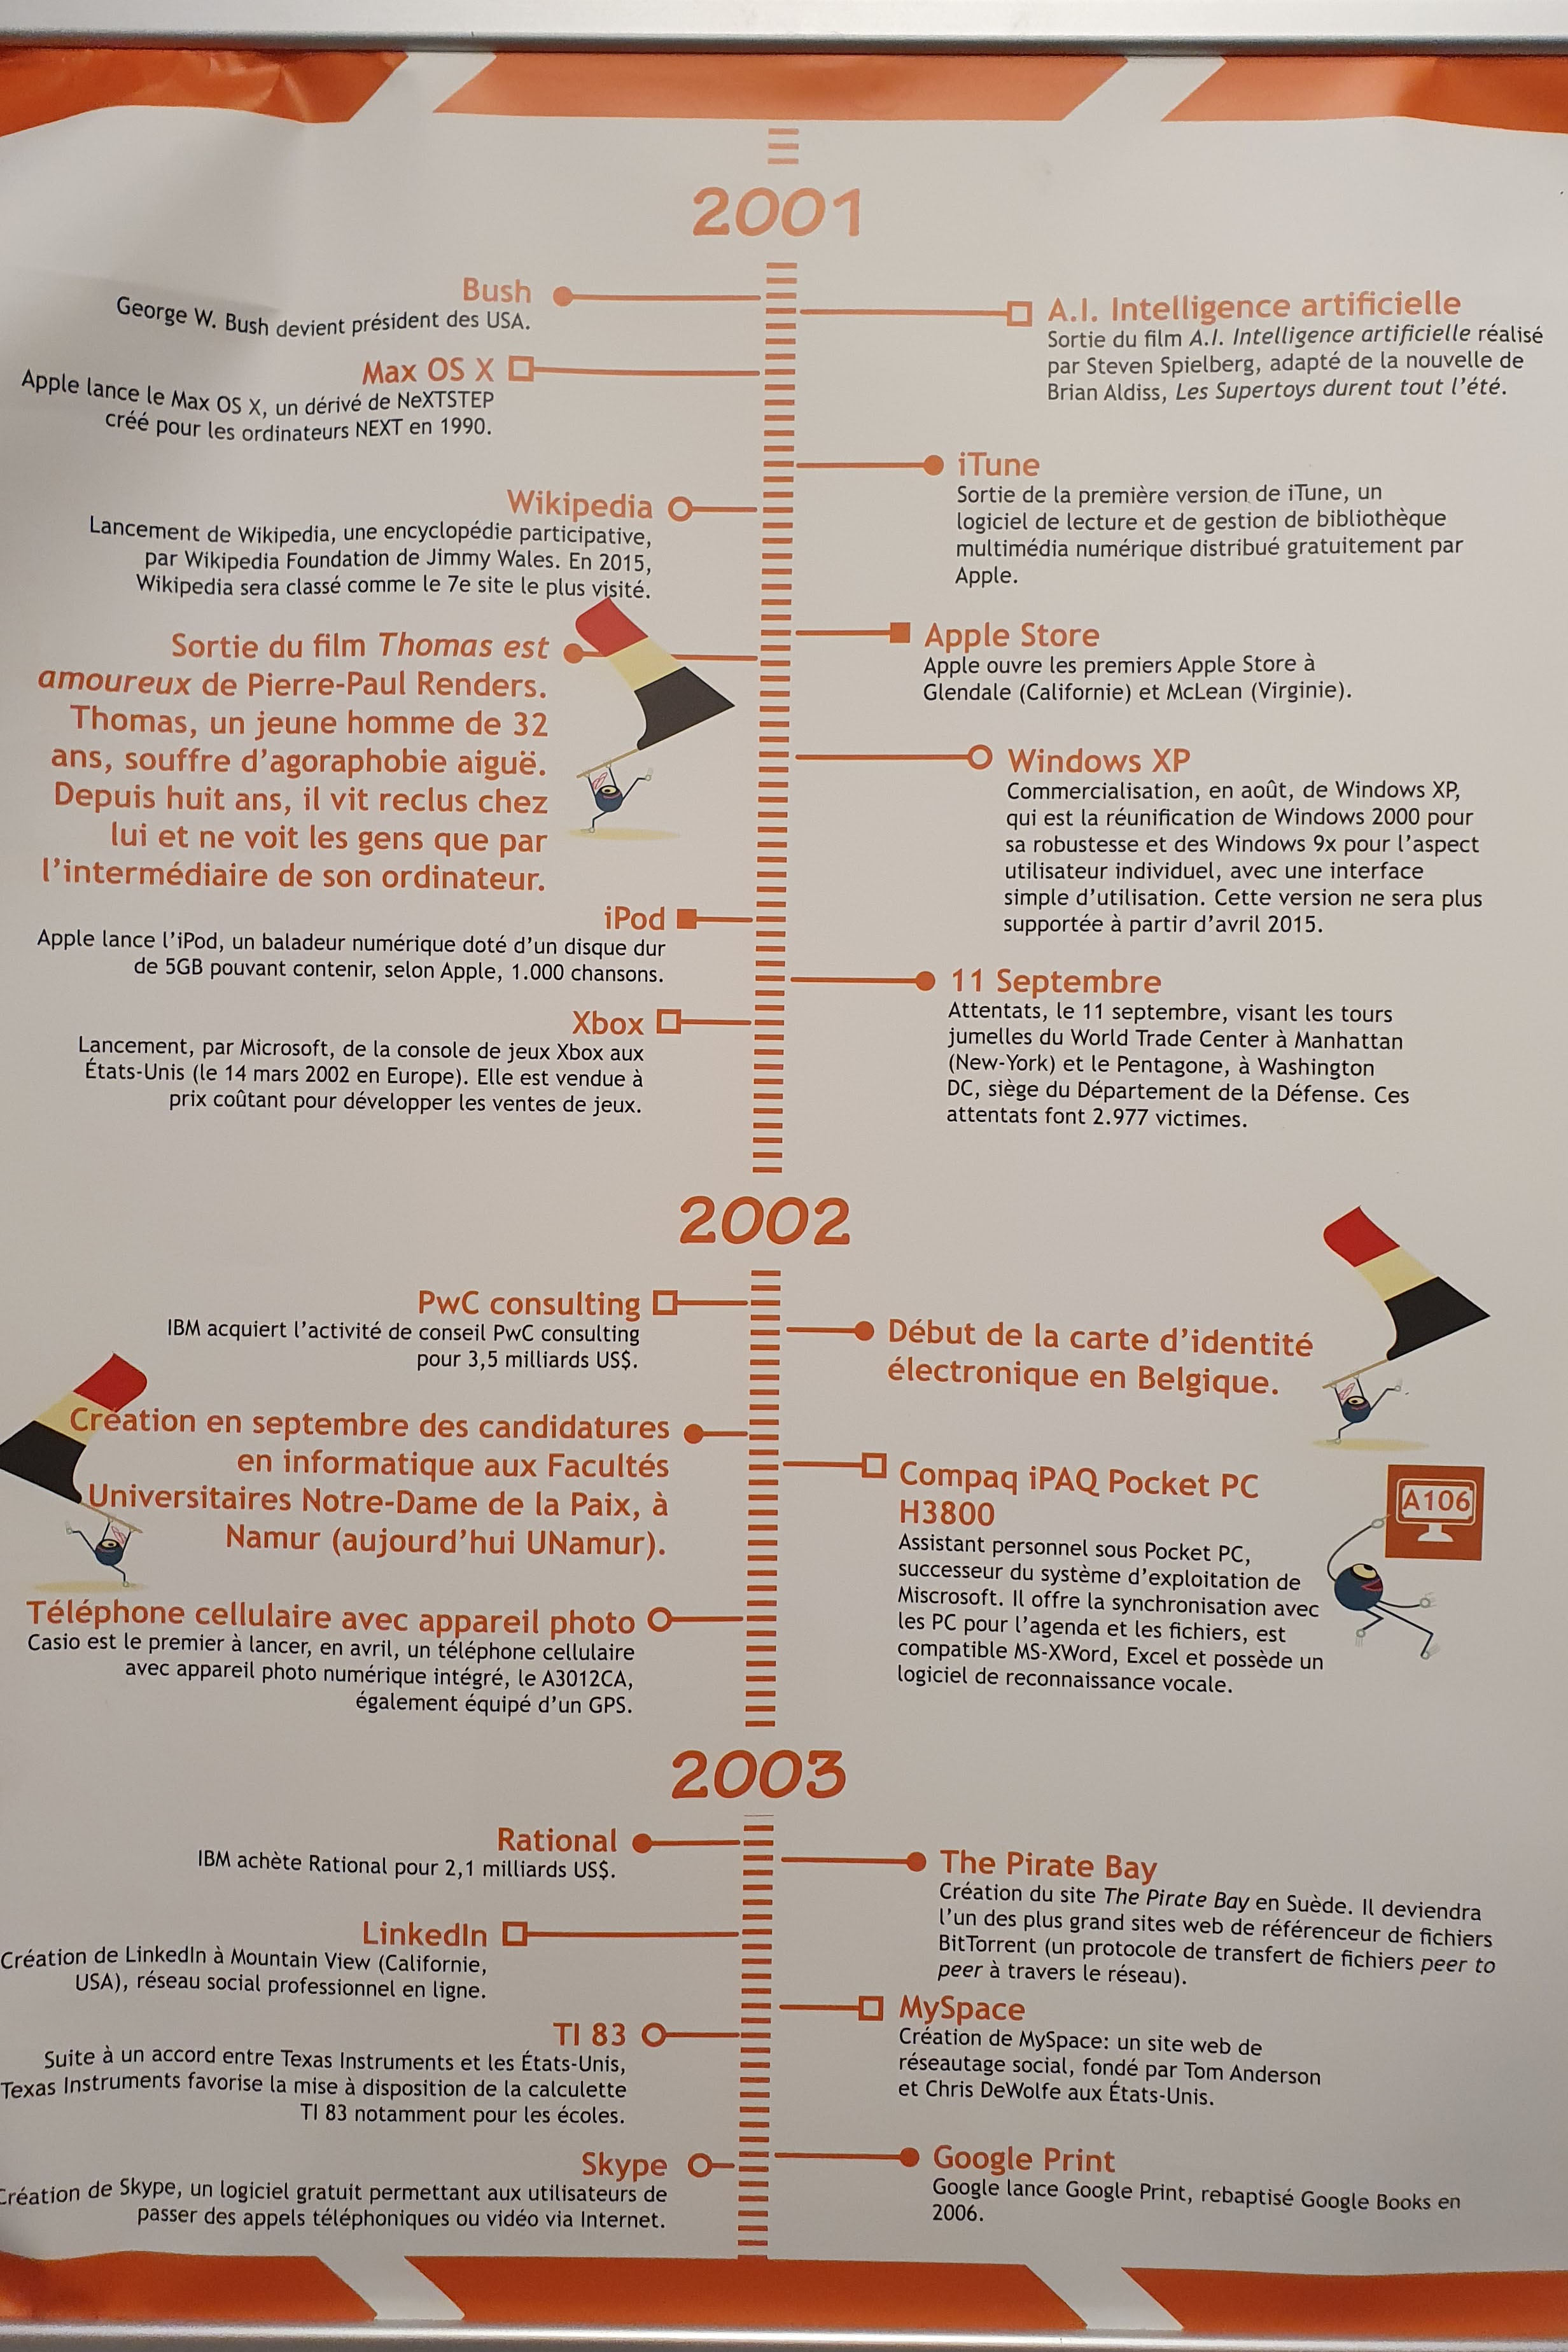 2001
Bush
George W. Bush devient président des USA.
A.I. Intelligence artificielle
Sortie du film A.I. Intelligence artificielle réalisé
par Steven Spielberg, adapté de la nouvelle de
Brian Aldiss, Les Supertoys durent tout l'été.
Max OS X
Apple lance le Max OS X, un dérivé de NeXTSTEP
créé pour les ordinateurs NEXT en 1990.
iTune
Sortie de la première version de iTune, un
logiciel de lecture et de gestion de bibliothèque
multimédia numérique distribué gratuitement par
Apple.
Wikipedia
Lancement de Wikipedia, une encyclopédie participative,
par Wikipedia Foundation de Jimmy Wales. En 2015,
Wikipedia sera classé comme le 7e site le plus visité.
Apple Store
Apple ouvre les premiers Apple Store à
Glendale (Californie) et McLean (Virginie).
Sortie du film Thomas est
amoureux de Pierre-Paul Renders.
Thomas, un jeune homme de 32
ans, souffre d'agoraphobie aiguë.
Depuis huit ans, il vit reclus chez
lui et ne voit les gens que par
l'intermédiaire de son ordinateur.
Windows XP
Commercialisation, en août, de Windows XP,
qui est la réunification de Windows 2000 pour
sa robustesse et des Windows 9x pour l'aspect
utilisateur individuel, avec une interface
simple d'utilisation. Cette version ne sera plus
supportée à partir d'avril 2015.
iPod
Apple lance l'iPod, un baladeur numérique doté d'un disque dur
de 5GB pouvant contenir, selon Apple, 1.000 chansons.
11 Septembre
Attentats, le 11 septembre, visant les tours
jumelles du World Trade Center à Manhattan
(New-York) et le Pentagone, à Washington
DC, siège du Département de la Défense. Ces
attentats font 2.977 victimes.
Xbox
Lancement, par Microsoft, de la console de jeux Xbox aux
États-Unis (le 14 mars 2002 en Europe). Elle est vendue à
prix coûtant pour développer les ventes de jeux.
2002
PwC consulting
IBM acquiert l'activité de conseil PwC consulting
pour 3,5 milliards US$.
Début de la carte d'identité
électronique en Belgique.
Création en septembre des candidatures
en informatique aux Facultés
Universitaires Notre-Dame de la Paix, à
Namur (aujourd'hui UNamur).
Compaq iPAQ Pocket PC
H3800
Assistant personnel sous Pocket PC,
successeur du système d'exploitation de
Miscrosoft. Il offre la synchronisation avec
les PC pour l'agenda et les fichiers, est
compatible MS-XWord, Excel et possède un
logiciel de reconnaissance vocale.
A106
Téléphone cellulaire avec appareil photo
Casio est le premier à lancer, en avril, un téléphone cellulaire
avec appareil photo numérique intégré, le A3012CA,
également équipé d'un GPS.
2003
Rational
IBM achète Rational pour 2,1 milliards US$.
The Pirate Bay
Création du site The Pirate Bay en Suède. Il deviendra
l'un des plus grand sites web de référenceur de fichiers
BitTorrent (un protocole de transfert de fichiers peer to
peer à travers le réseau).
LinkedIn
Création de LinkedIn à Mountain View (Californie,
USA), réseau social professionnel en ligne.
MySpace
Création de MySpace: un site web de
réseautage social, fondé par Tom Anderson
et Chris DeWolfe aux États-Unis.
TI 83
Suite à un accord entre Texas Instruments et les États-Unis,
Texas Instruments favorise la mise à disposition de la calculette
TI 83 notamment pour les écoles.
Skype
Création de Skype, un logiciel gratuit permettant aux utilisateurs de
passer des appels téléphoniques ou vidéo via Internet.
Google Print
Google lance Google Print, rebaptisé Google Books en
2006.